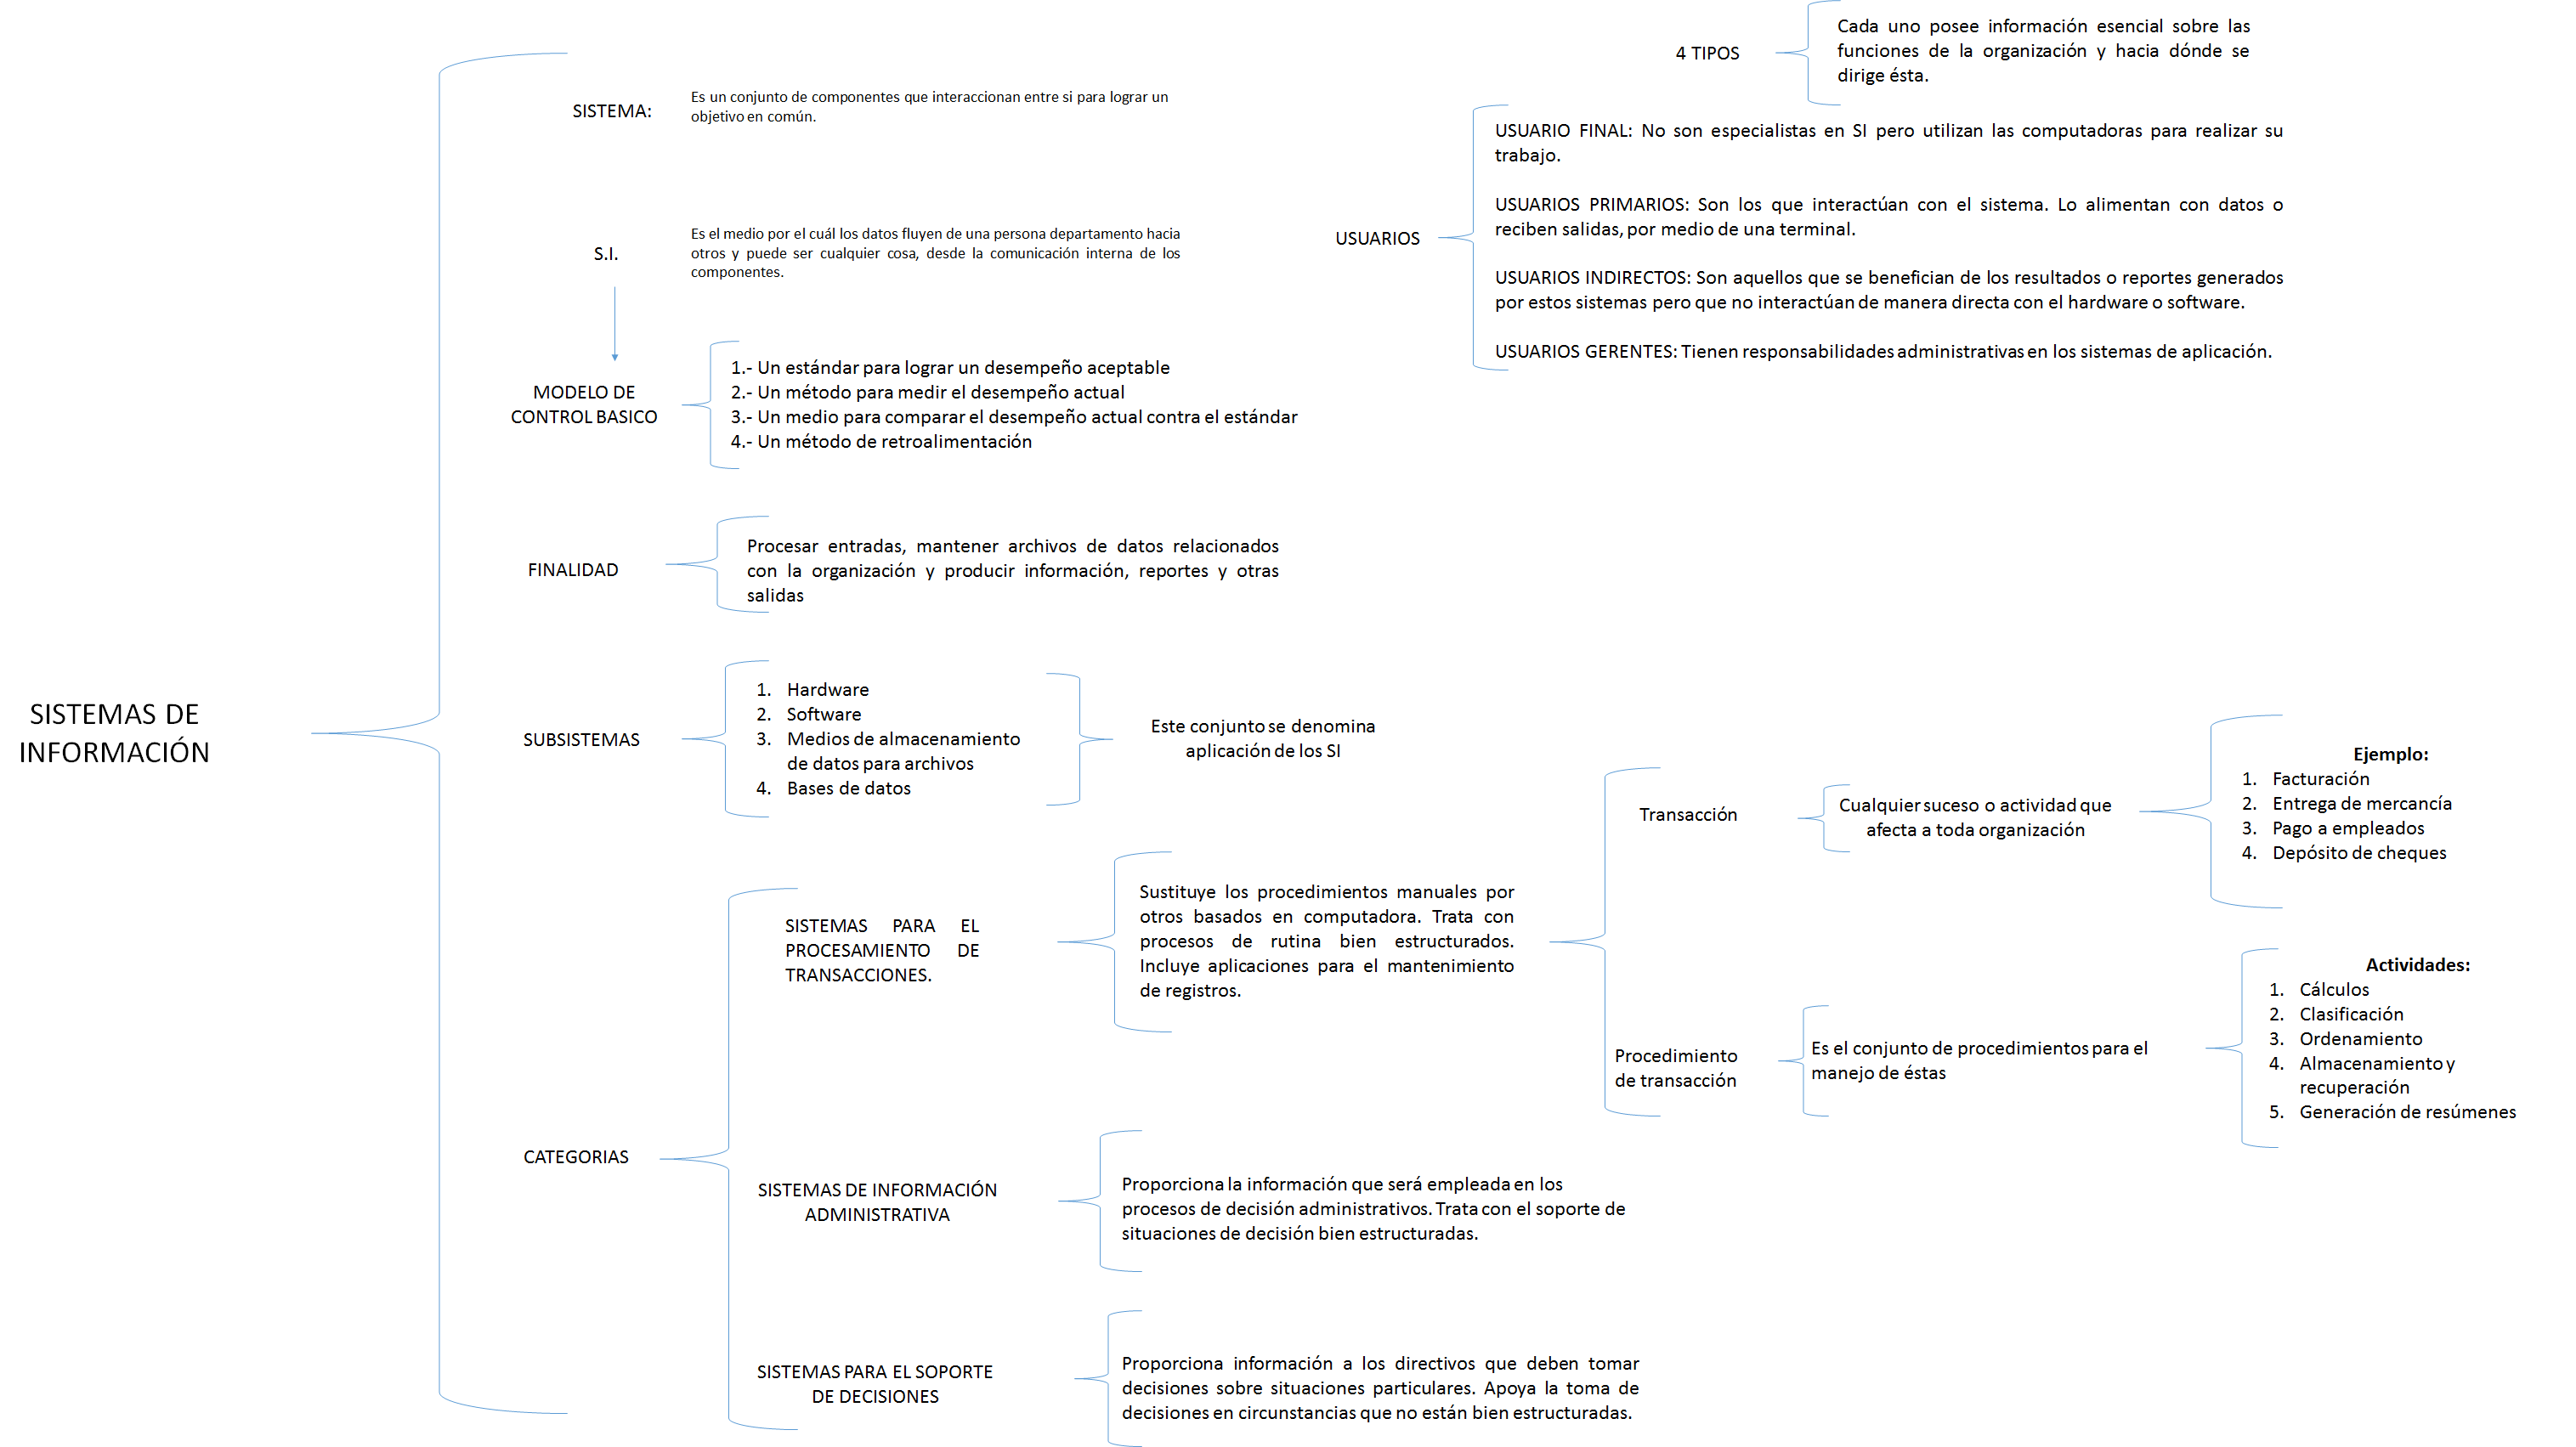 SISTEMAS DE
INFORMACIÓN
SISTEMA:
Es un conjunto de componentes que interaccionan entre si para lograr un
objetivo en común.
S.I.
Es el medio por el cuál los datos fluyen de una persona departamento hacia
otros y puede ser cualquier cosa, desde la comunicación interna de los
componentes.
MODELO DE
CONTROL BASICO
1.- Un estándar para lograr un desempeño aceptable
2.- Un método para medir el desempeño actual
3.- Un medio para comparar el desempeño actual contra el estándar
4.- Un método de retroalimentación
4 TIPOS
Cada uno posee información esencial sobre las
funciones de la organización y hacia dónde se
dirige ésta.
USUARIOS
USUARIO FINAL: No son especialistas en SI pero utilizan las computadoras para realizar su
trabajo.
USUARIOS PRIMARIOS: Son los que interactúan con el sistema. Lo alimentan con datos o
reciben salidas, por medio de una terminal.
USUARIOS INDIRECTOS: Son aquellos que se benefician de los resultados o reportes generados
por estos sistemas pero que no interactúan de manera directa con el hardware o software.
USUARIOS GERENTES: Tienen responsabilidades administrativas en los sistemas de aplicación.
FINALIDAD
Procesar entradas, mantener archivos de datos relacionados
con la organización y producir información, reportes y otras
salidas
SUBSISTEMAS
1. Hardware
2. Software
3. Medios de almacenamiento
de datos para archivos
4. Bases de datos
Este conjunto se denomina
aplicación de los SI
CATEGORIAS
SISTEMAS PARA EL
PROCESAMIENTO DE
TRANSACCIONES.
Sustituye los procedimientos manuales por
otros basados en computadora. Trata con
procesos de rutina bien estructurados.
Incluye aplicaciones para el mantenimiento
de registros.
Transacción
Cualquier suceso o actividad que
afecta a toda organización
Ejemplo:
1. Facturación
2. Entrega de mercancía
3. Pago a empleados
4. Depósito de cheques
Procedimiento
de transacción
Es el conjunto de procedimientos para el
manejo de éstas
Actividades:
1. Cálculos
2. Clasificación
3. Ordenamiento
4. Almacenamiento y
recuperación
5. Generación de resúmenes
SISTEMAS DE INFORMACIÓN
ADMINISTRATIVA
Proporciona la información que será empleada en los
procesos de decisión administrativos. Trata con el soporte de
situaciones de decisión bien estructuradas.
SISTEMAS PARA EL SOPORTE
DE DECISIONES
Proporciona información a los directivos que deben tomar
decisiones sobre situaciones particulares. Apoya la toma de
decisiones en circunstancias que no están bien estructuradas.